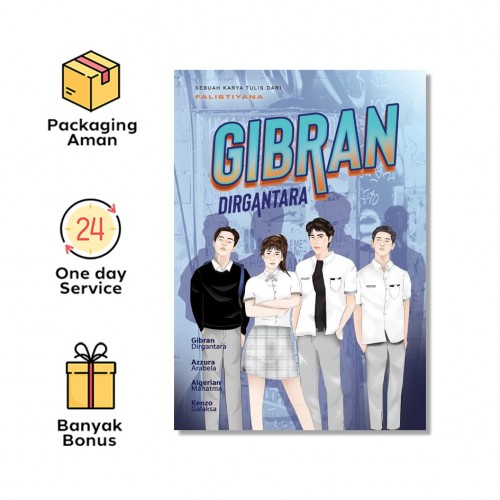 Packaging
Aman
24
One day
Service
Banyak
Bonus
SEBUAH KARYA TULIS DARI
FALISTIYANA
GIBRAN
DIRGANTARA
Gibran
Dirgantara
Azzura
Arabela
Algerian
Mahatma
Kenzo
Galaksa